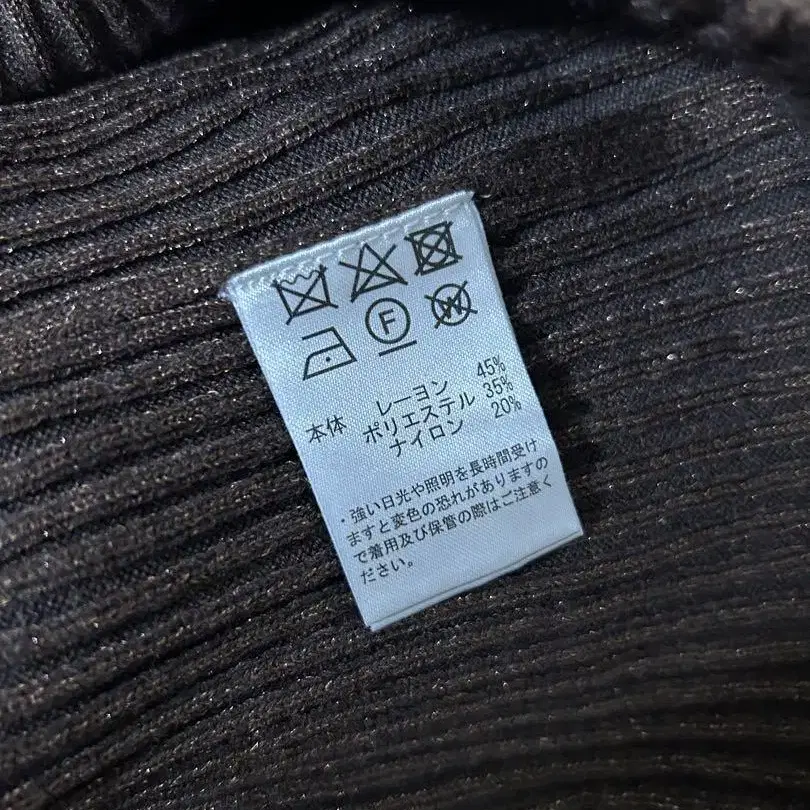 F
W
本体 レーヨン 45%
ポリエステル 35%
ナイロン 20%
・強い日光や照明を長時間受け
ますと変色の恐れがありますの
で着用及び保管の際はご注意く
ださい。